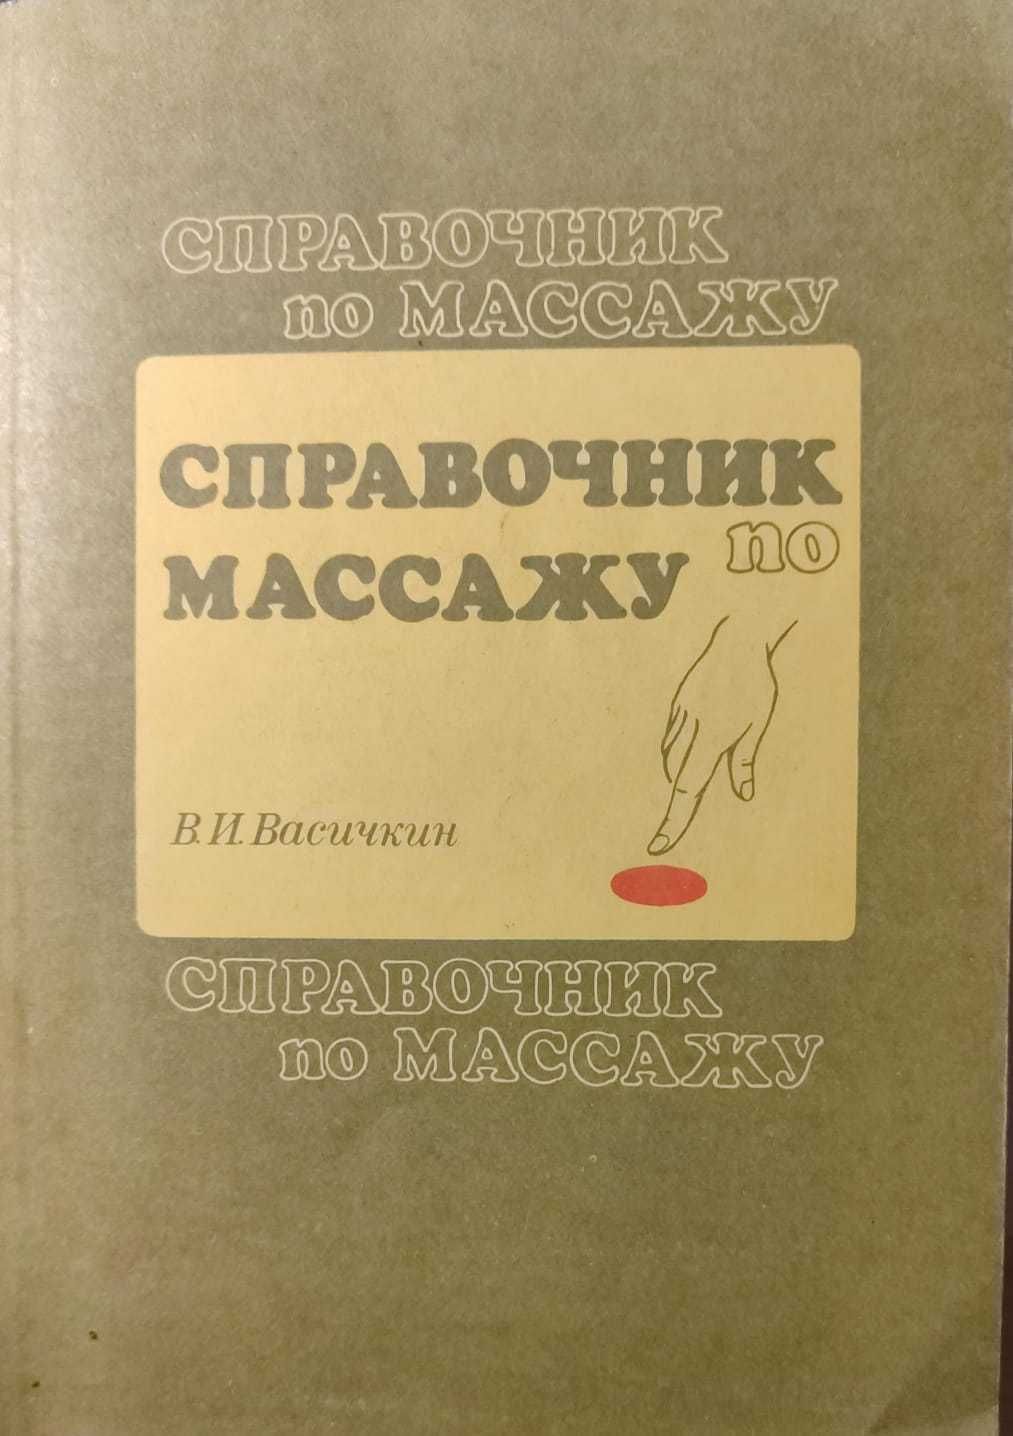 СПРАВОЧНИК
по МАССАЖУ
СПРАВОЧНИК
по
МАССАЖУ
В. И. Васичкин
СПРАВОЧНИК
по МАССАЖУ